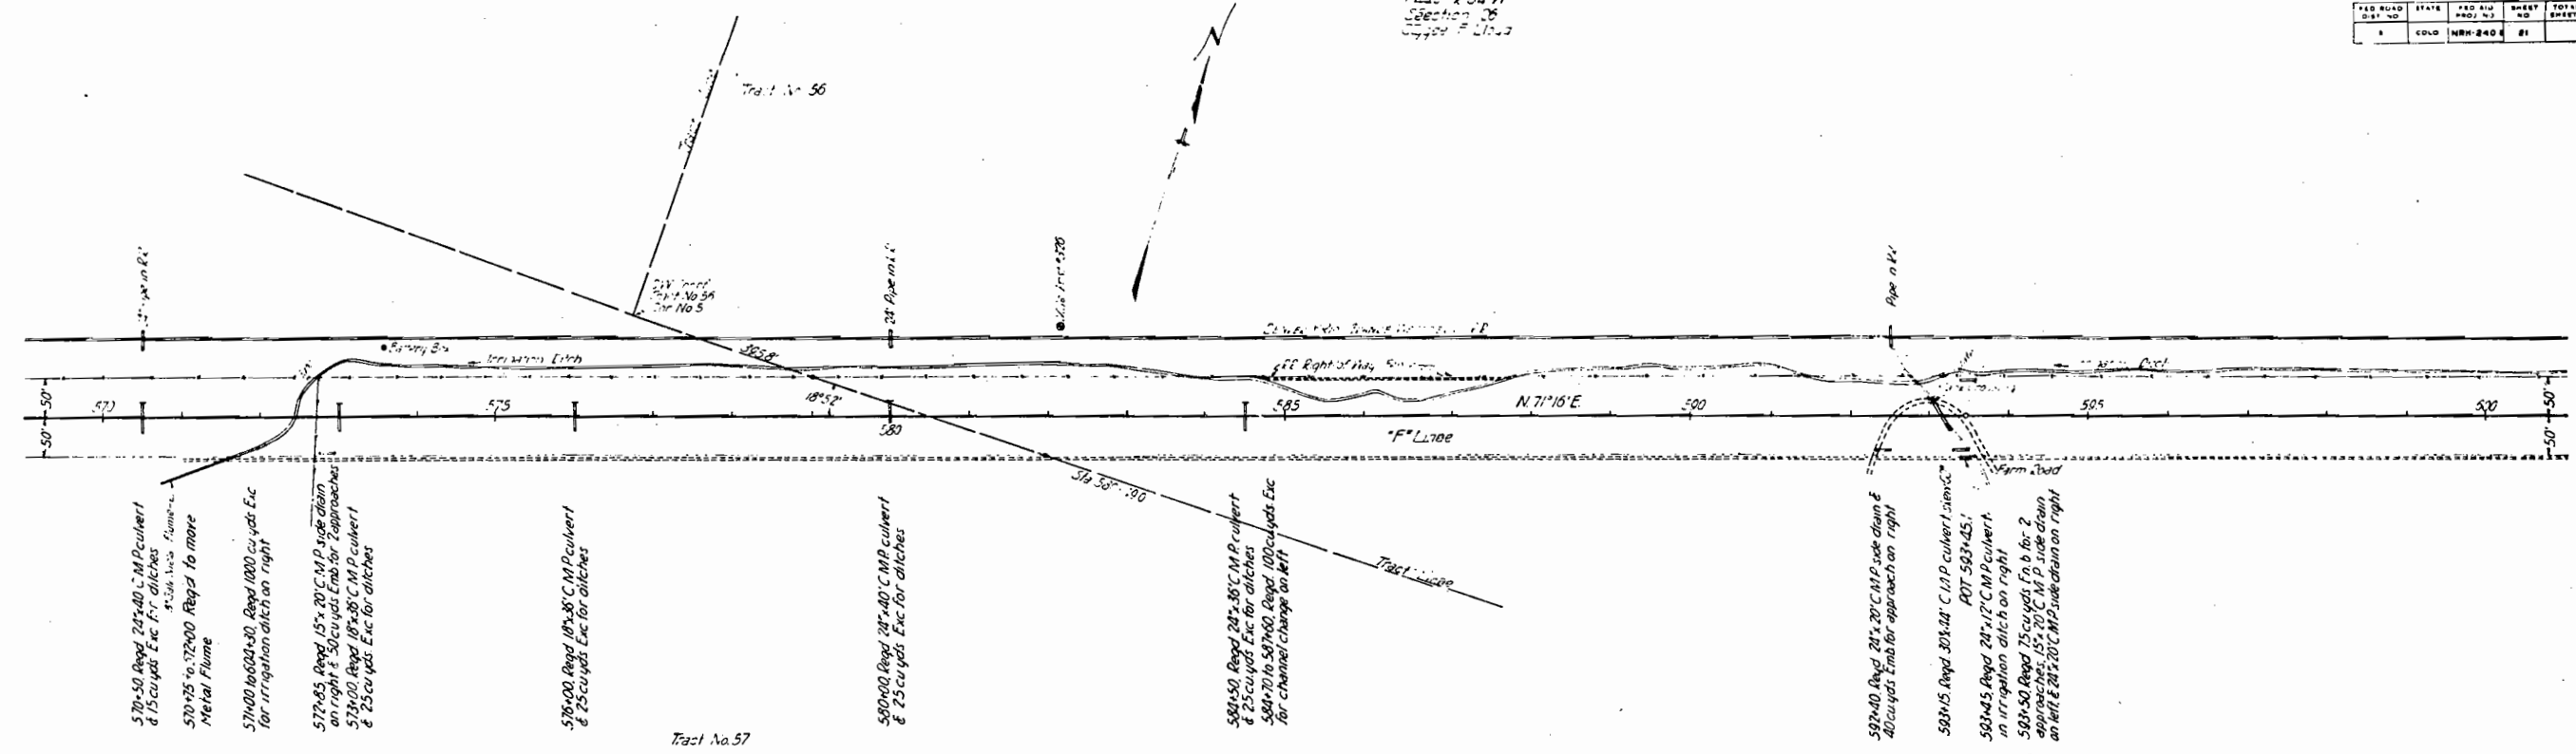 Section 26
FED ROAD DIST NO
STATE
FED AID PROJ NO
SHEET NO
COLO
NRH-240
21
N
Tract No 56
Tract No 56
Cor No 5
24" Pipe in
Pipe in
Battery Box
Irrigation Ditch
3958'
18°52'
Right of Way
50'
50'
570
575
580
585
N. 71°16' E.
590
595
600
50'
50'
"F" Line
Sta 581+90
Tract Line
Farm Road
570+50, Reqd 24"x40' C M P culvert
& 15 cu yds Exc For ditches
570+75 to 572+00 Reqd to move
Metal Flume
571+00 to 604+30, Reqd 1000 cu yds Exc
for irrigation ditch on right
572+85, Reqd 15"x 20' C.M.P side drain
on right & 50 cu yds Emb for 2 approaches
573+00, Reqd 18"x36' C M P culvert
& 25 cu yds. Exc for ditches
576+00, Reqd 18"x36' C M P culvert
& 25 cu yds Exc for ditches
580+00, Reqd 24"x40' C M.P. culvert
& 25 cu yds Exc for ditches
584+50, Reqd 24"x36' C M P. culvert
& 25 cu yds Exc for ditches
584+70 to 587+60, Reqd. 100 cu yds Exc
for channel change on left
592+40, Reqd 24"x 20' C M P side drain &
40 cu yds Emb for approach on right
593+15, Reqd 30"x44' C M P culvert
POT 593+45.1
593+45, Reqd 24"x12' C M P culvert.
in irrigation ditch on right
593+50, Reqd 75 cu yds Emb for 2
approaches, 15"x 20' C M P side drain
on left & 24"x20' C M P side drain on right
Tract No. 57